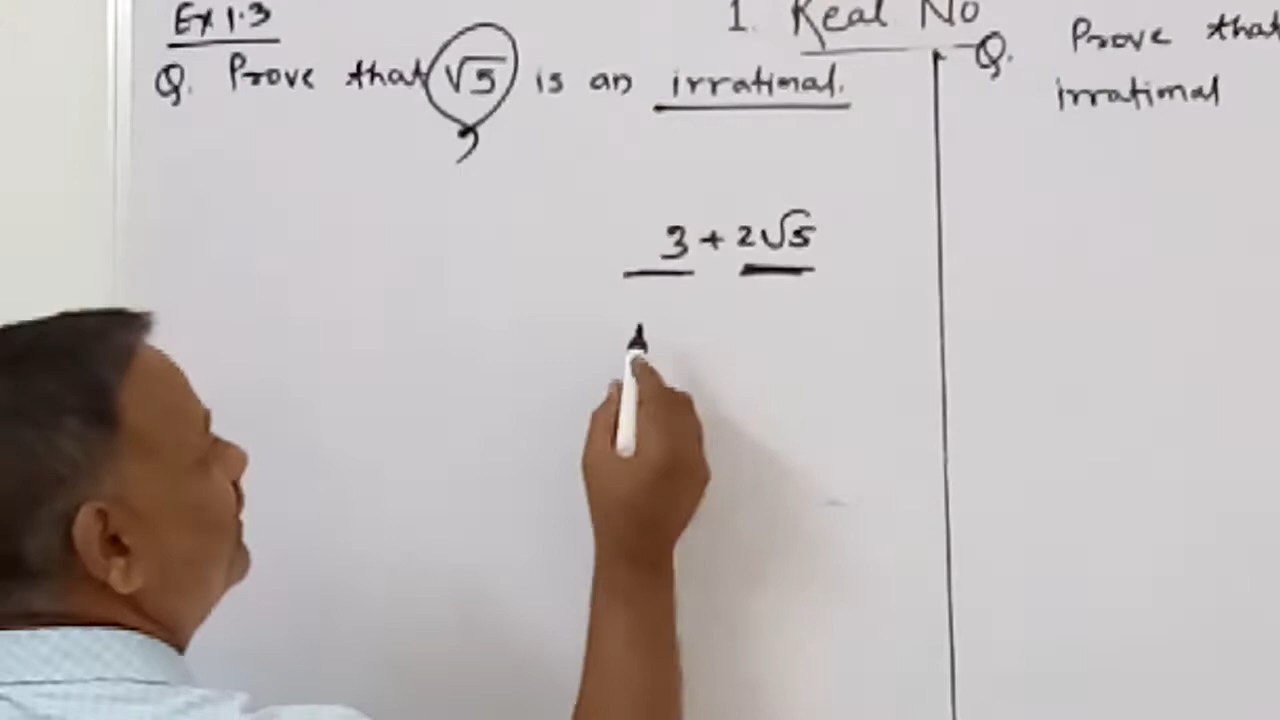 Ex 1.3
1. Real No
Q. Prove that √5 is an irrational.
Q. Prove that
irrational
3 + 2√5